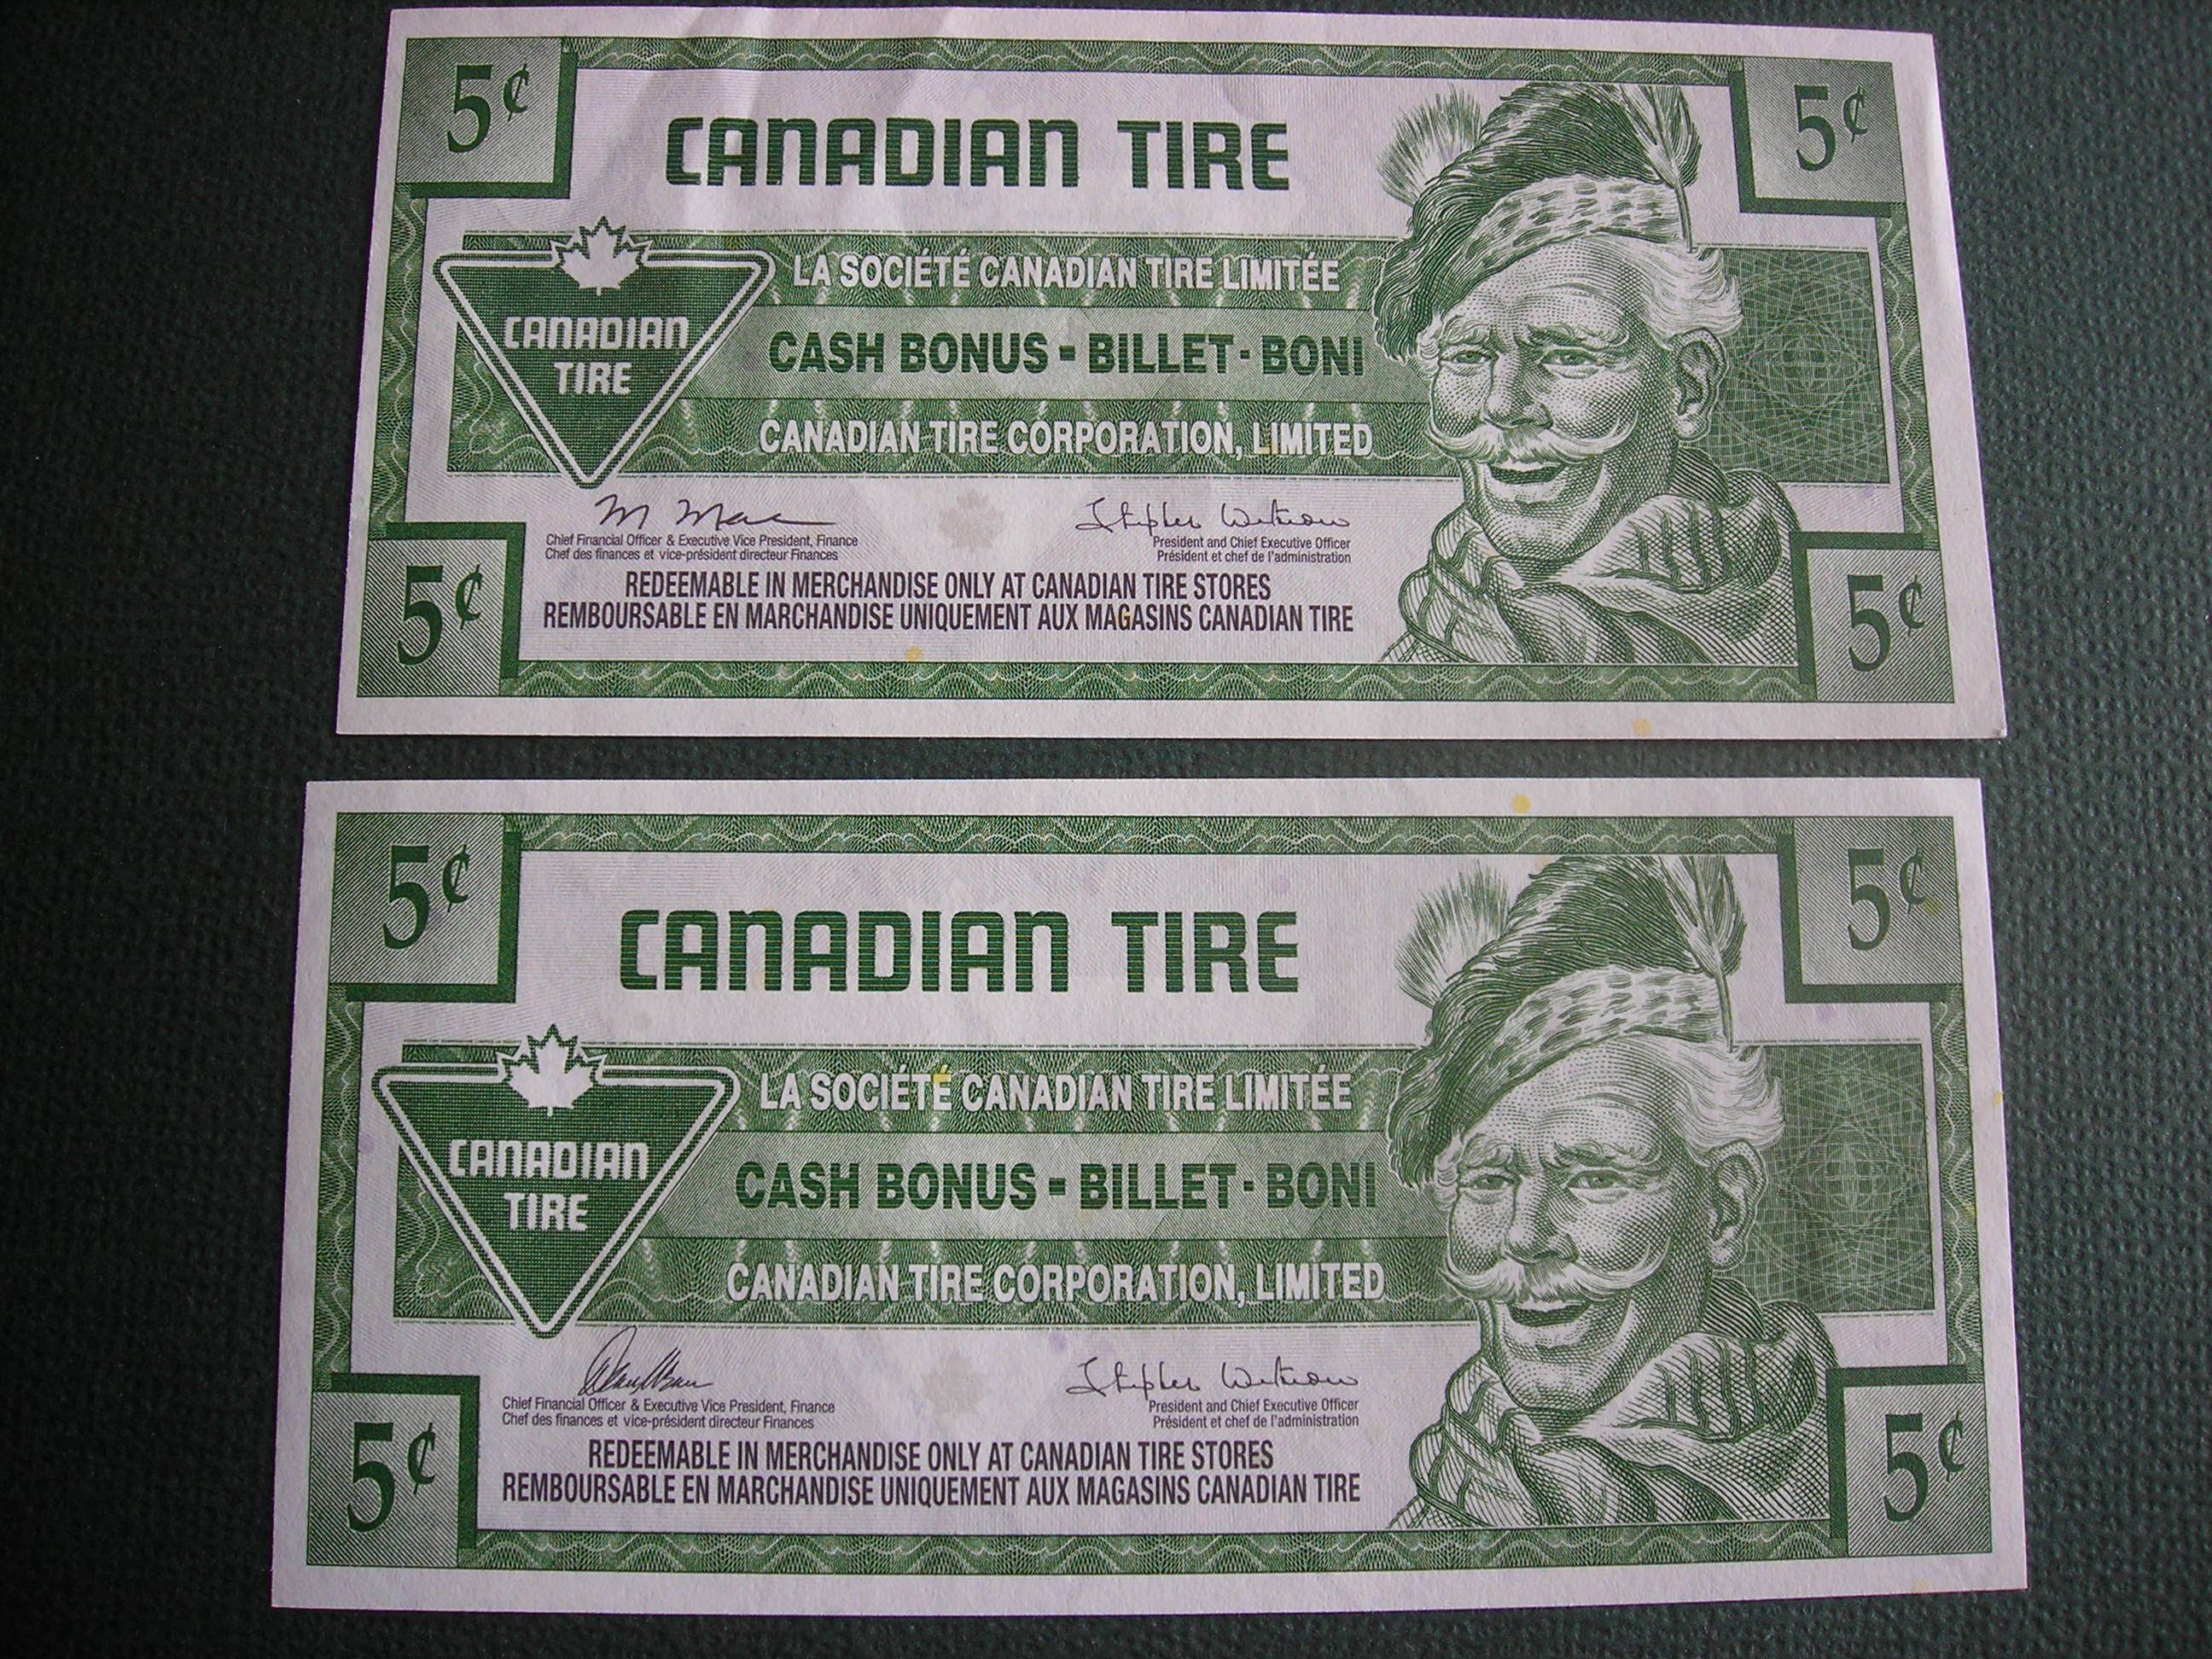 5¢
5¢
CANADIAN TIRE
LA SOCIÉTÉ CANADIAN TIRE LIMITÉE
CANADIAN
TIRE
CASH BONUS - BILLET - BONI
CANADIAN TIRE CORPORATION, LIMITED
Chief Financial Officer & Executive Vice President, Finance
Chef des finances et vice-président directeur Finances
President and Chief Executive Officer
Président et chef de l'administration
REDEEMABLE IN MERCHANDISE ONLY AT CANADIAN TIRE STORES
REMBOURSABLE EN MARCHANDISE UNIQUEMENT AUX MAGASINS CANADIAN TIRE
5¢
5¢
5¢
5¢
CANADIAN TIRE
LA SOCIÉTÉ CANADIAN TIRE LIMITÉE
CANADIAN
TIRE
CASH BONUS - BILLET - BONI
CANADIAN TIRE CORPORATION, LIMITED
Chief Financial Officer & Executive Vice President, Finance
Chef des finances et vice-président directeur Finances
President and Chief Executive Officer
Président et chef de l'administration
REDEEMABLE IN MERCHANDISE ONLY AT CANADIAN TIRE STORES
REMBOURSABLE EN MARCHANDISE UNIQUEMENT AUX MAGASINS CANADIAN TIRE
5¢
5¢